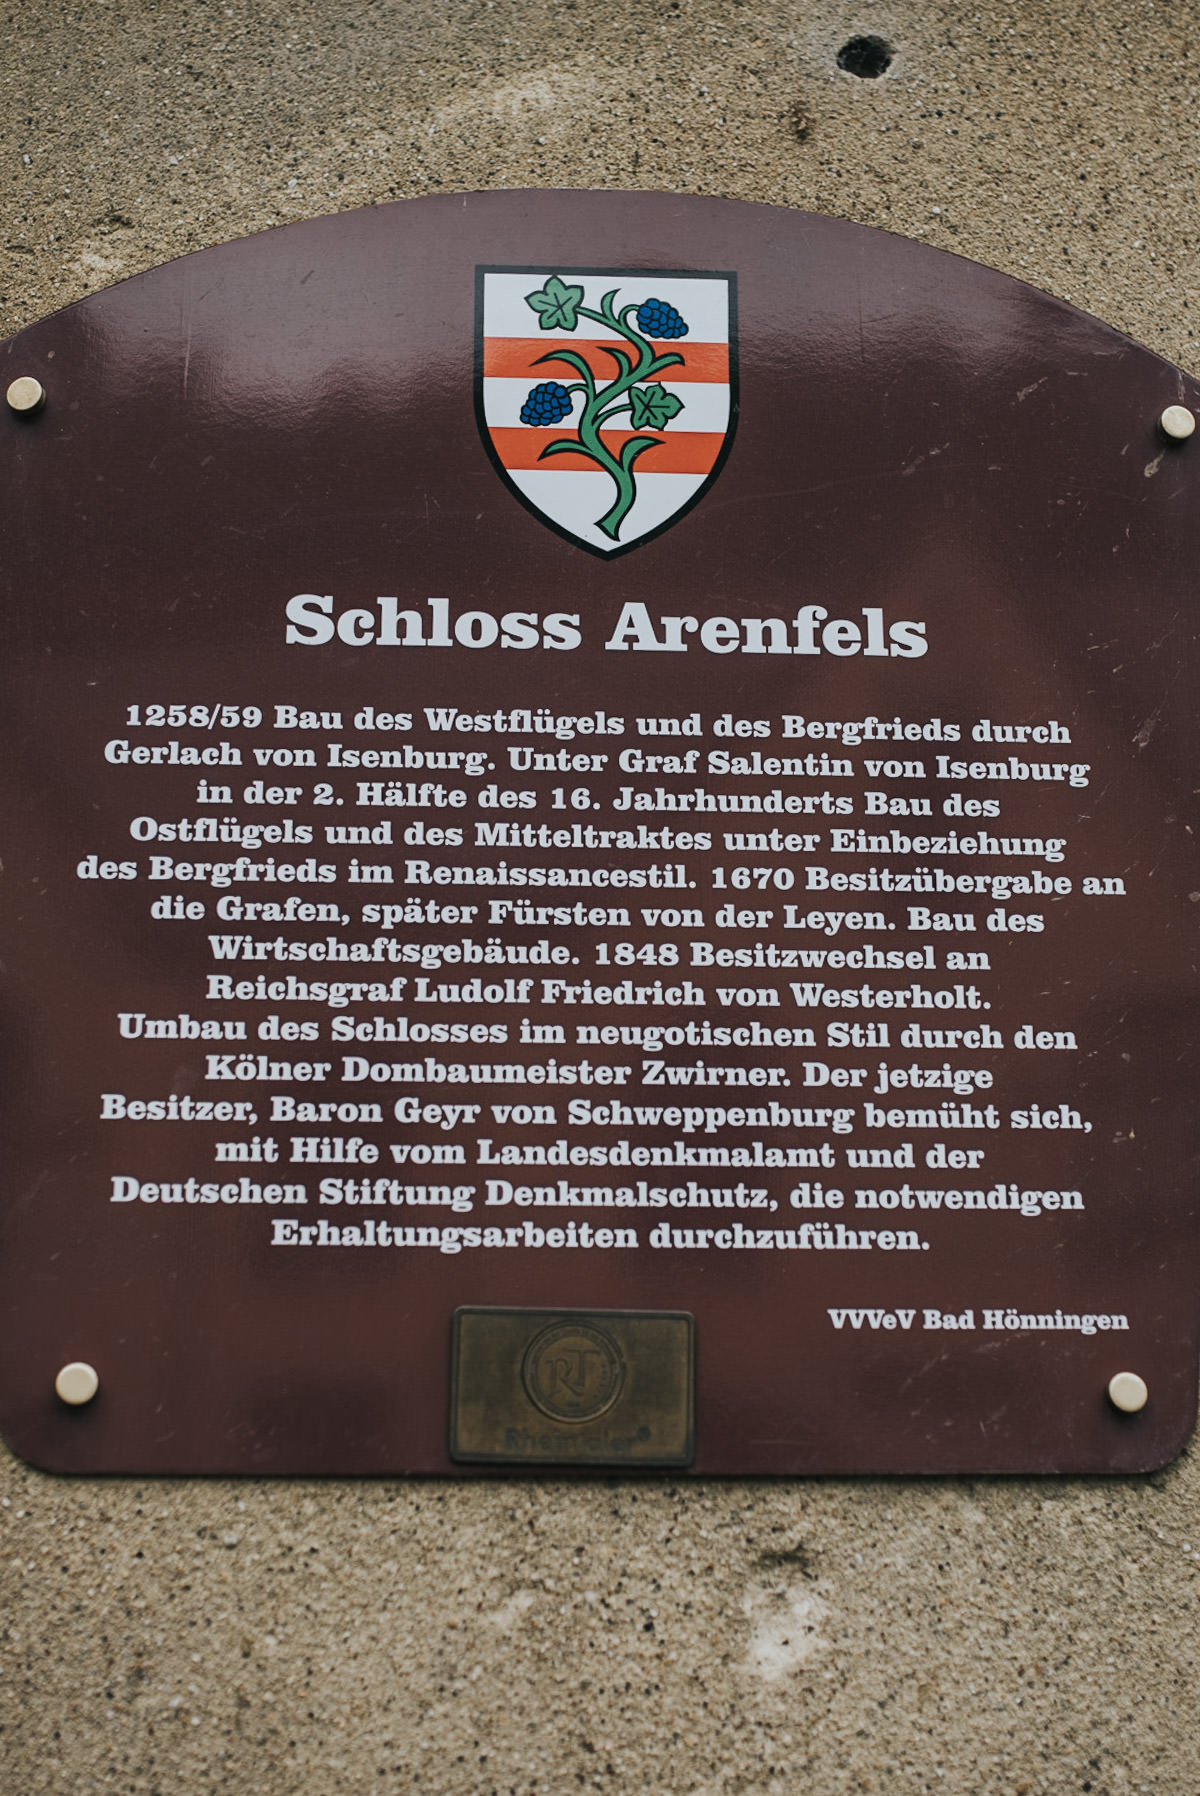 Schloss Arenfels
1258/59 Bau des Westflügels und des Bergfrieds durch
Gerlach von Isenburg. Unter Graf Salentin von Isenburg
in der 2. Hälfte des 16. Jahrhunderts Bau des
Ostflügels und des Mitteltraktes unter Einbeziehung
des Bergfrieds im Renaissancestil. 1670 Besitzübergabe an
die Grafen, später Fürsten von der Leyen. Bau des
Wirtschaftsgebäude. 1848 Besitzwechsel an
Reichsgraf Ludolf Friedrich von Westerholt.
Umbau des Schlosses im neugotischen Stil durch den
Kölner Dombaumeister Zwirner. Der jetzige
Besitzer, Baron Geyr von Schweppenburg bemüht sich,
mit Hilfe vom Landesdenkmalamt und der
Deutschen Stiftung Denkmalschutz, die notwendigen
Erhaltungsarbeiten durchzuführen.
VVVeV Bad Hönningen
RT